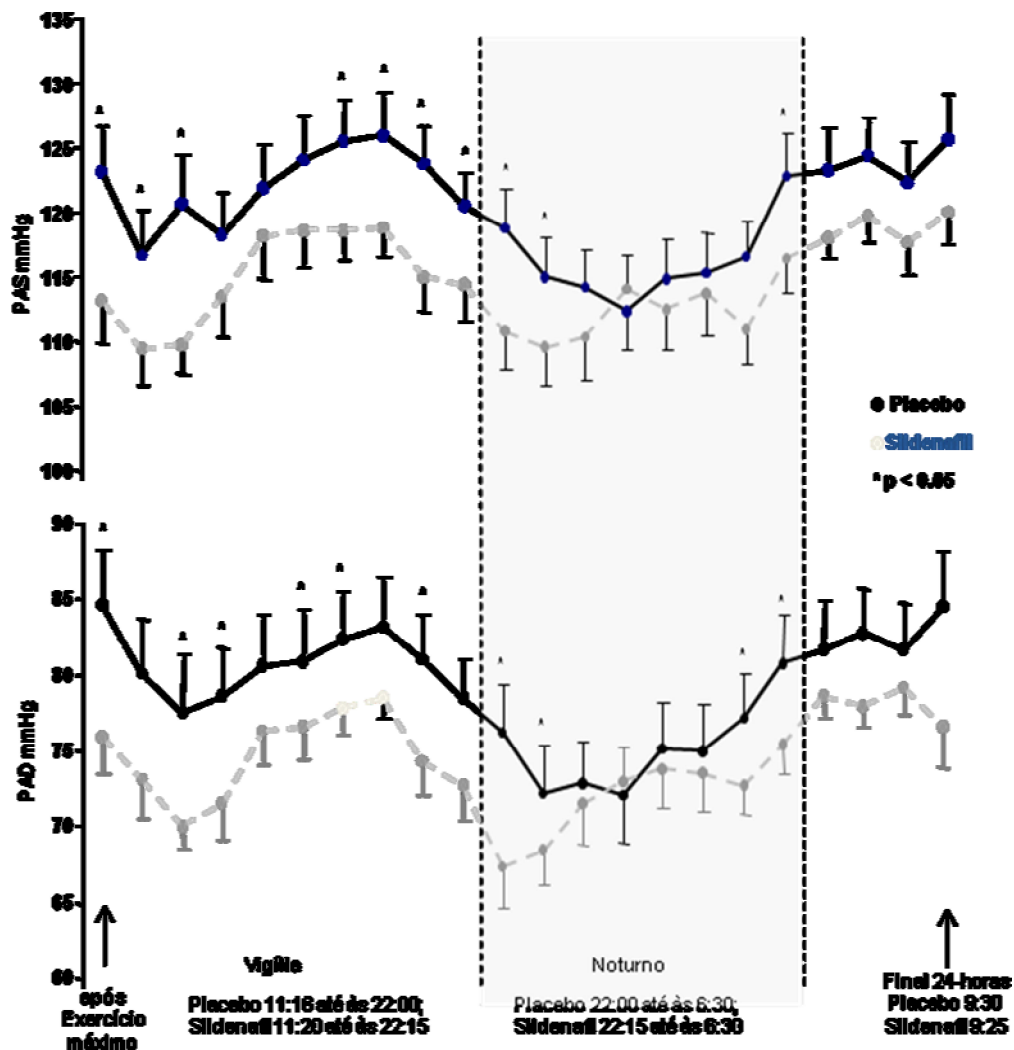 135
130
125
120
115
110
105
100
PAS mmHg
Placebo
Sildenafil
* p < 0.05
90
85
80
75
70
65
60
PAD mmHg
após
Exercício
máximo
Vigília
Placebo 11:16 até às 22:00;
Sildenafil 11:20 até às 22:15
Noturno
Placebo 22:00 até às 6:30;
Sildenafil 22:15 até às 6:30
Final 24-horas
Placebo 9:30
Sildenafil 9:25